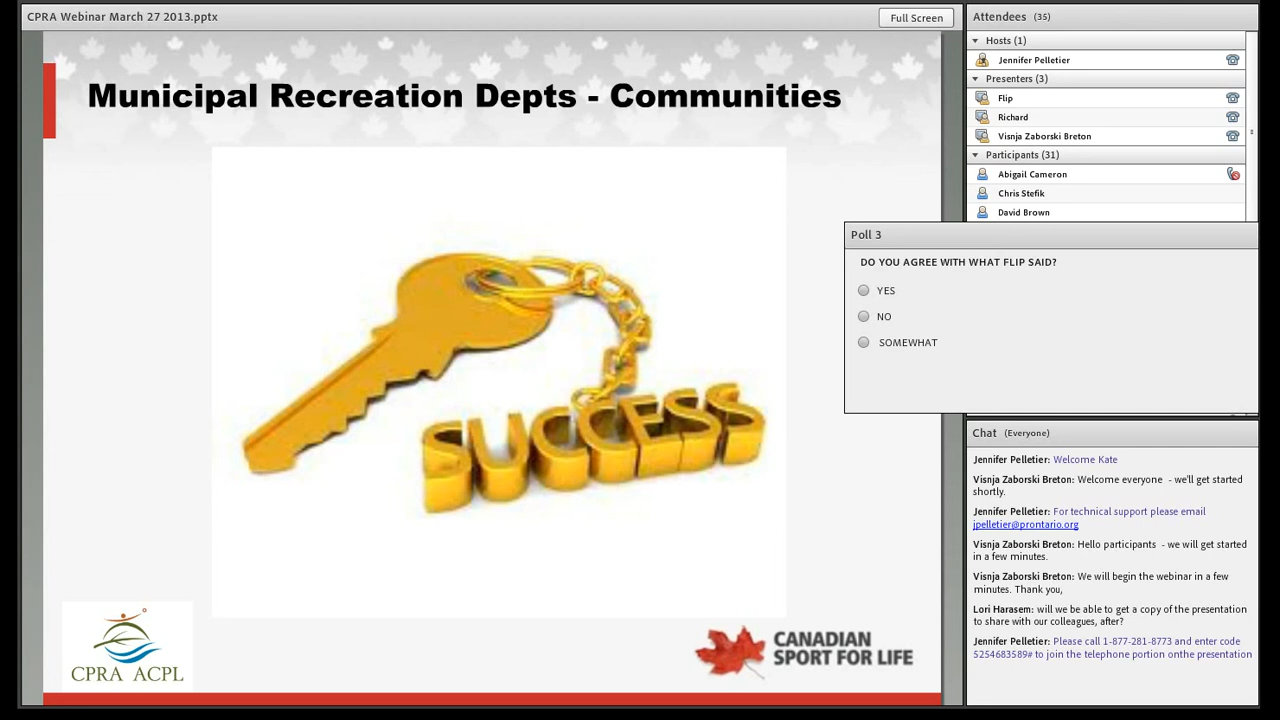 CPRA Webinar March 27 2013.pptx
Full Screen
Municipal Recreation Depts - Communities
SUCCESS
CPRA ACPL
CANADIAN
SPORT FOR LIFE
Attendees (35)
Hosts (1)
Jennifer Pelletier
Presenters (3)
Flip
Richard
Visnja Zaborski Breton
Participants (31)
Abigail Cameron
Chris Stefik
David Brown
Poll 3
DO YOU AGREE WITH WHAT FLIP SAID?
YES
NO
SOMEWHAT
Chat (Everyone)
Jennifer Pelletier: Welcome Kate
Visnja Zaborski Breton: Welcome everyone - we'll get started
shortly.
Jennifer Pelletier: For technical support please email
jpelletier@prontario.org
Visnja Zaborski Breton: Hello participants - we will get started
in a few minutes.
Visnja Zaborski Breton: We will begin the webinar in a few
minutes. Thank you,
Lori Harasem: will we be able to get a copy of the presentation
to share with our colleagues, after?
Jennifer Pelletier: Please call 1-877-281-8773 and enter code
5254683589# to join the telephone portion onthe presentation